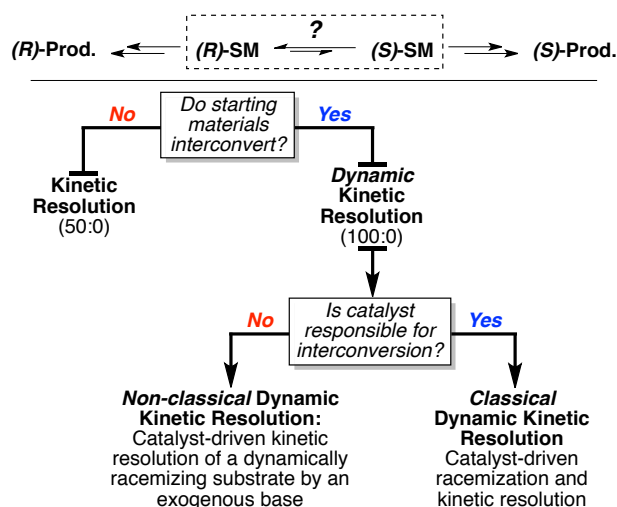 ?
(R)-Prod. (R)-SM (S)-SM (S)-Prod.
Do starting
materials
interconvert?
No
Yes
Kinetic
Resolution
(50:0)
Dynamic
Kinetic
Resolution
(100:0)
Is catalyst
responsible for
interconversion?
No
Yes
Non-classical Dynamic
Kinetic Resolution:
Catalyst-driven kinetic
resolution of a dynamically
racemizing substrate by an
exogenous base
Classical
Dynamic Kinetic
Resolution
Catalyst-driven
racemization and
kinetic resolution